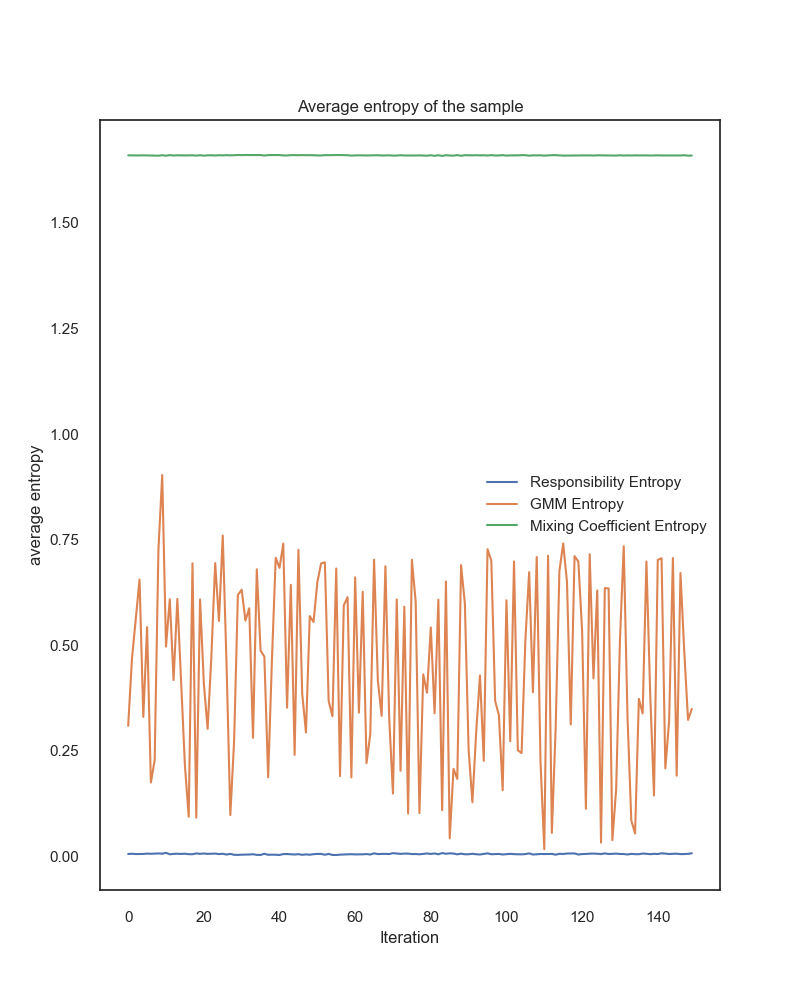 Average entropy of the sample
1.50
1.25
1.00
0.75
0.50
0.25
0.00
average entropy
Responsibility Entropy
GMM Entropy
Mixing Coefficient Entropy
0 20 40 60 80 100 120 140
Iteration